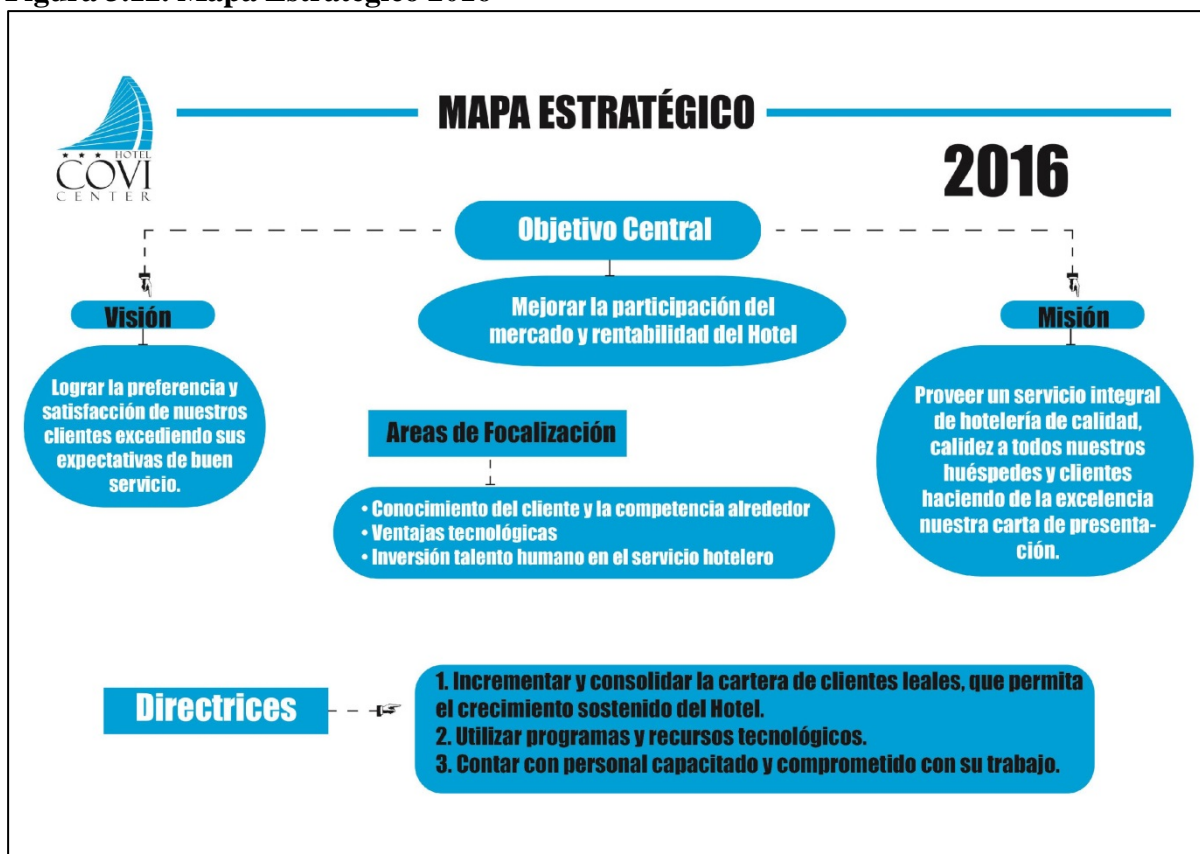 Figura 3.12. Mapa Estratégico 2016
MAPA ESTRATÉGICO
HOTEL
COVI
CENTER
2016
Objetivo Central
Mejorar la participación del
mercado y rentabilidad del Hotel
Visión
Lograr la preferencia y
satisfacción de nuestros
clientes excediendo sus
expectativas de buen
servicio.
Misión
Proveer un servicio integral
de hotelería de calidad,
calidez a todos nuestros
huéspedes y clientes
haciendo de la excelencia
nuestra carta de presenta-
ción.
Areas de Focalización
• Conocimiento del cliente y la competencia alrededor
• Ventajas tecnológicas
• Inversión talento humano en el servicio hotelero
Directrices
1. Incrementar y consolidar la cartera de clientes leales, que permita
el crecimiento sostenido del Hotel.
2. Utilizar programas y recursos tecnológicos.
3. Contar con personal capacitado y comprometido con su trabajo.